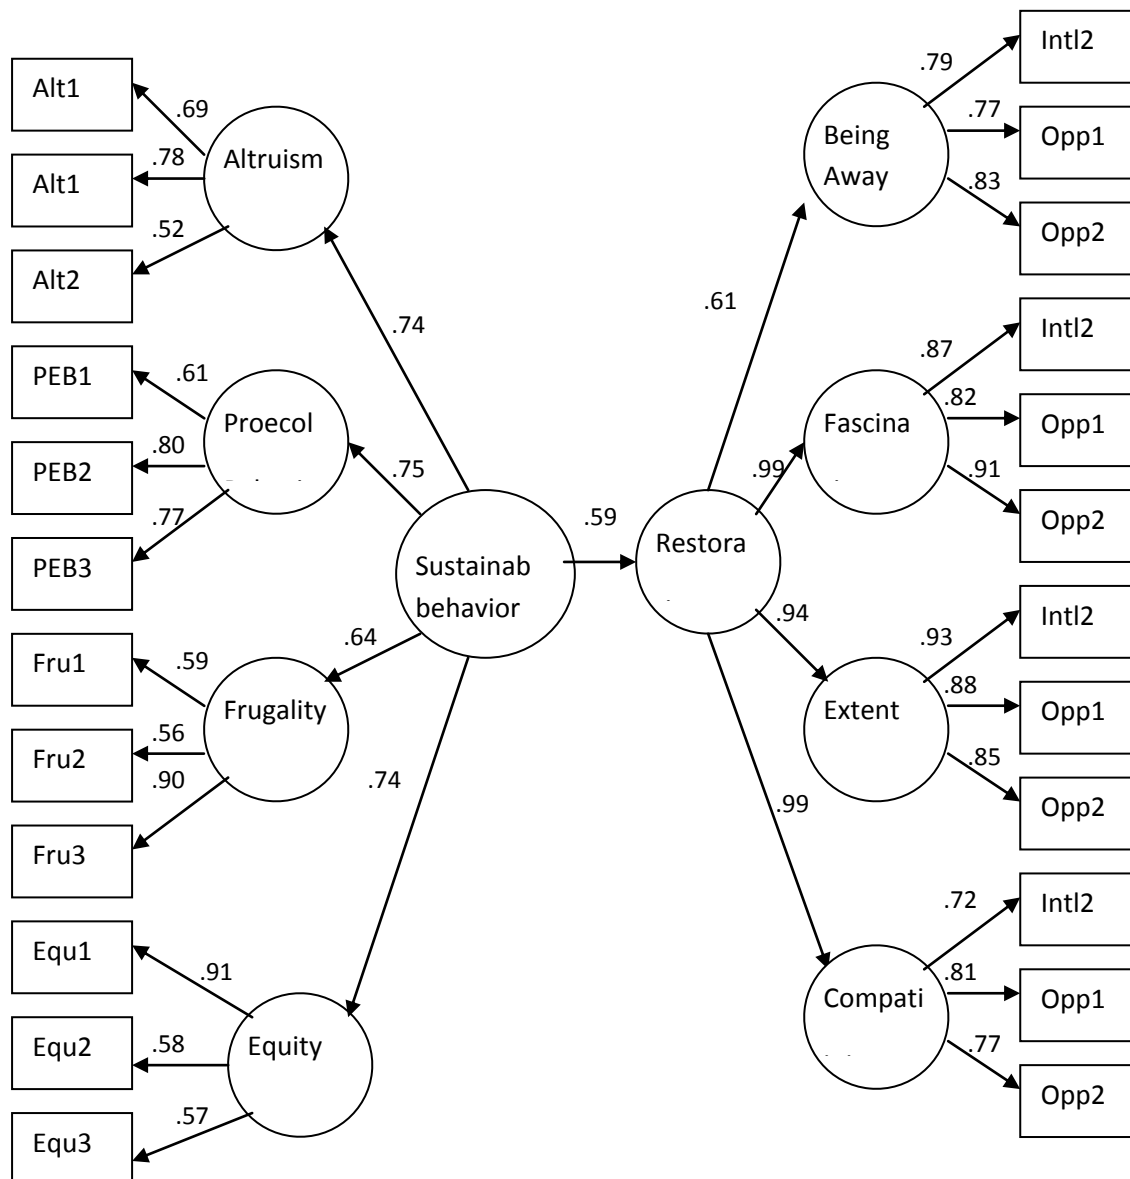 Alt1
Alt1
Alt2
PEB1
PEB2
PEB3
Fru1
Fru2
Fru3
Equ1
Equ2
Equ3
.69
.78
.52
.61
.80
.77
.59
.56
.90
.91
.58
.57
Altruism
Proecol
Frugality
Equity
.74
.75
.64
.74
Sustainab
behavior
.59
Restora
.61
.99
.94
.99
Being
Away
Fascina
Extent
Compati
.79
.77
.83
.87
.82
.91
.93
.88
.85
.72
.81
.77
Intl2
Opp1
Opp2
Intl2
Opp1
Opp2
Intl2
Opp1
Opp2
Intl2
Opp1
Opp2